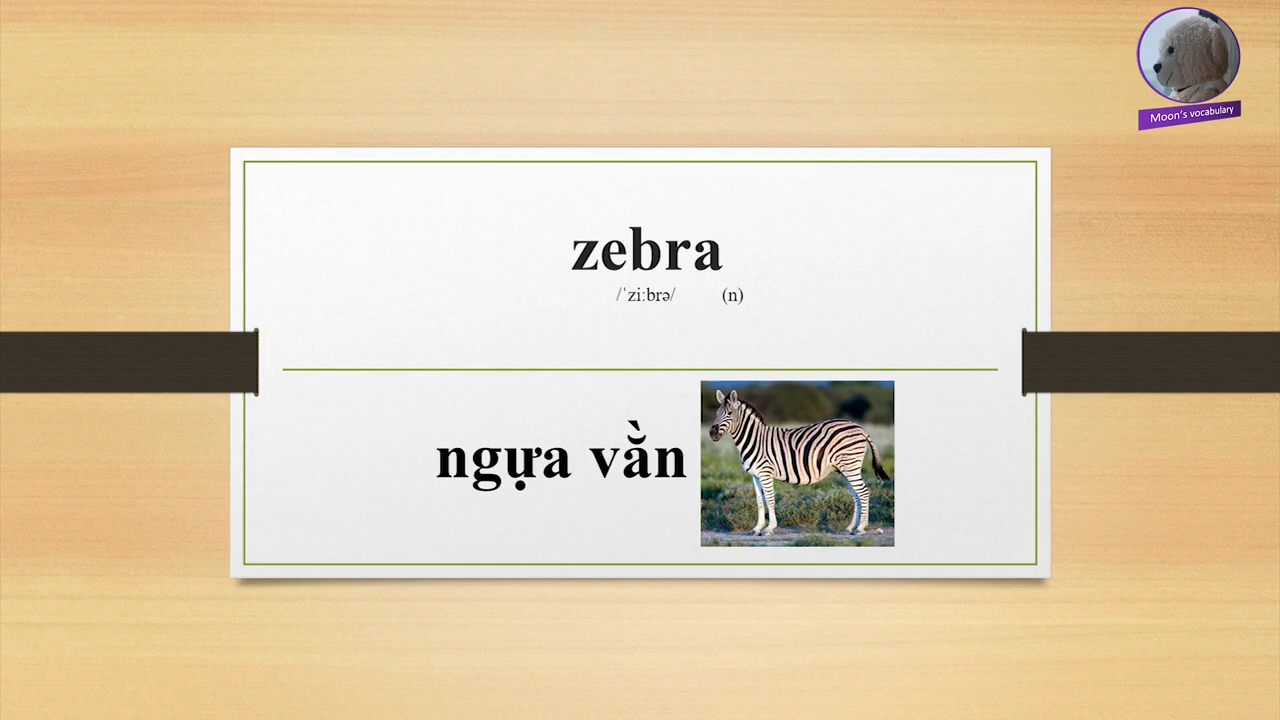 Moon's vocabulary
zebra
/ˈziːbrə/ (n)
ngựa vằn